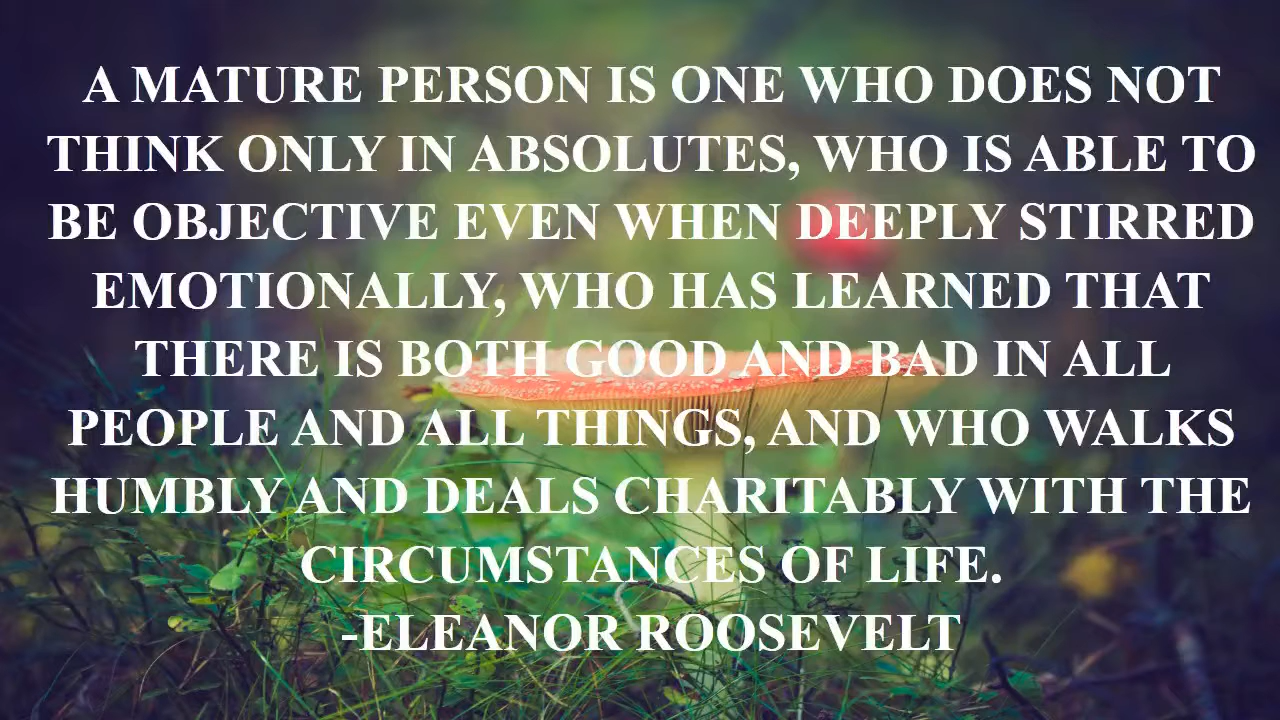 A MATURE PERSON IS ONE WHO DOES NOT
THINK ONLY IN ABSOLUTES, WHO IS ABLE TO
BE OBJECTIVE EVEN WHEN DEEPLY STIRRED
EMOTIONALLY, WHO HAS LEARNED THAT
THERE IS BOTH GOOD AND BAD IN ALL
PEOPLE AND ALL THINGS, AND WHO WALKS
HUMBLY AND DEALS CHARITABLY WITH THE
CIRCUMSTANCES OF LIFE.
-ELEANOR ROOSEVELT